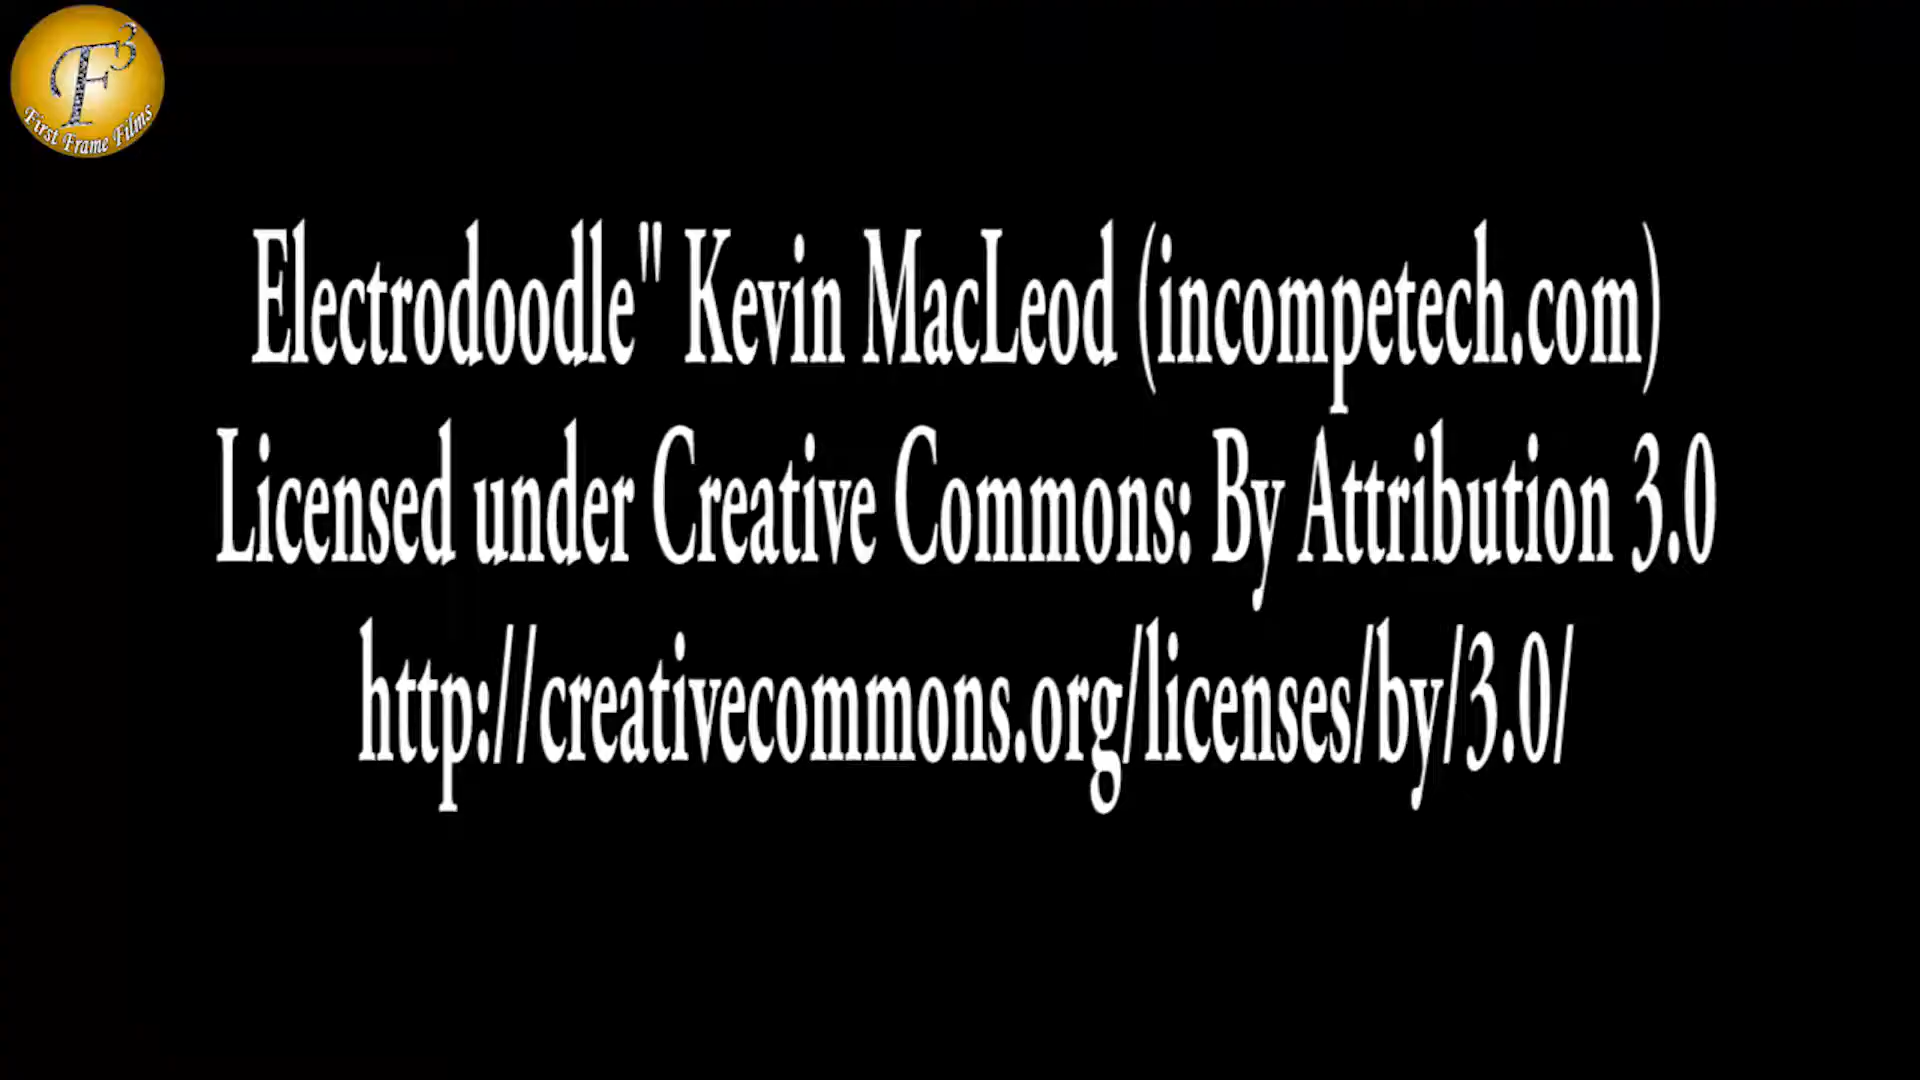 F3
First Frame Films
Electrodoodle" Kevin MacLeod (incompetech.com)
Licensed under Creative Commons: By Attribution 3.0
http://creativecommons.org/licenses/by/3.0/